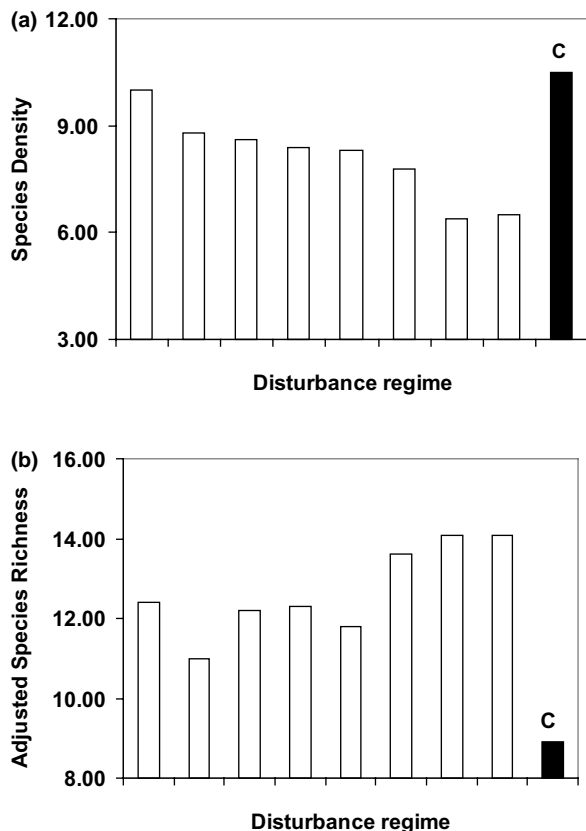 (a)
12.00
9.00
6.00
3.00
Species Density
C
Disturbance regime
(b)
16.00
14.00
12.00
10.00
8.00
Adjusted Species Richness
C
Disturbance regime